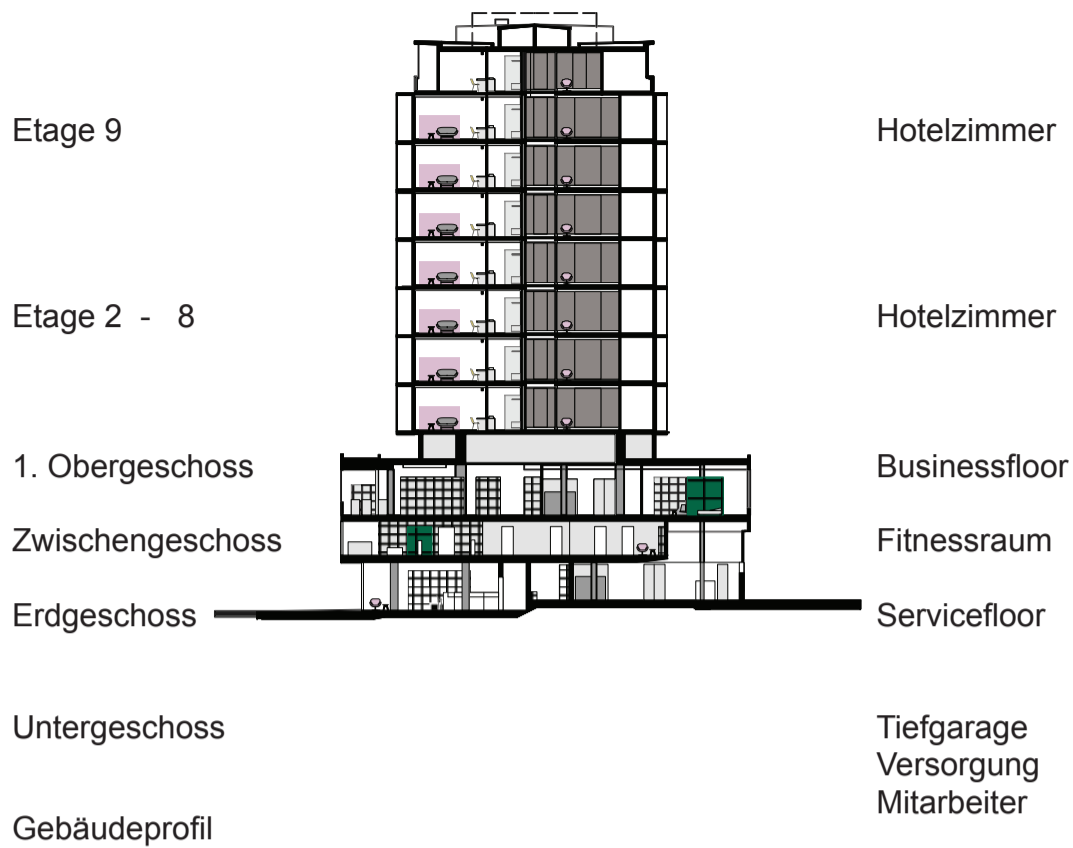 Etage 9 Hotelzimmer
Etage 2 - 8 Hotelzimmer
1. Obergeschoss Businessfloor
Zwischengeschoss Fitnessraum
Erdgeschoss Servicefloor
Untergeschoss Tiefgarage
Versorgung
Mitarbeiter
Gebäudeprofil